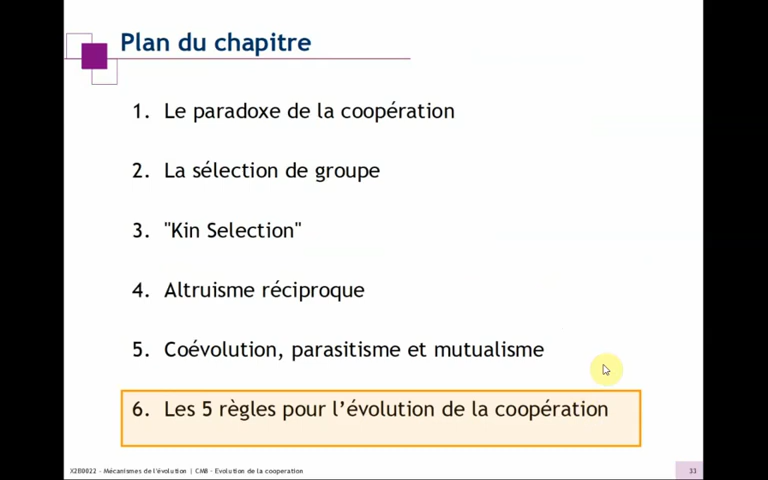 Plan du chapitre
1. Le paradoxe de la coopération
2. La sélection de groupe
3. "Kin Selection"
4. Altruisme réciproque
5. Coévolution, parasitisme et mutualisme
6. Les 5 règles pour l’évolution de la coopération
X2BI0022 - Mécanismes de l'évolution | CM8 - Evolution de la cooperation
33